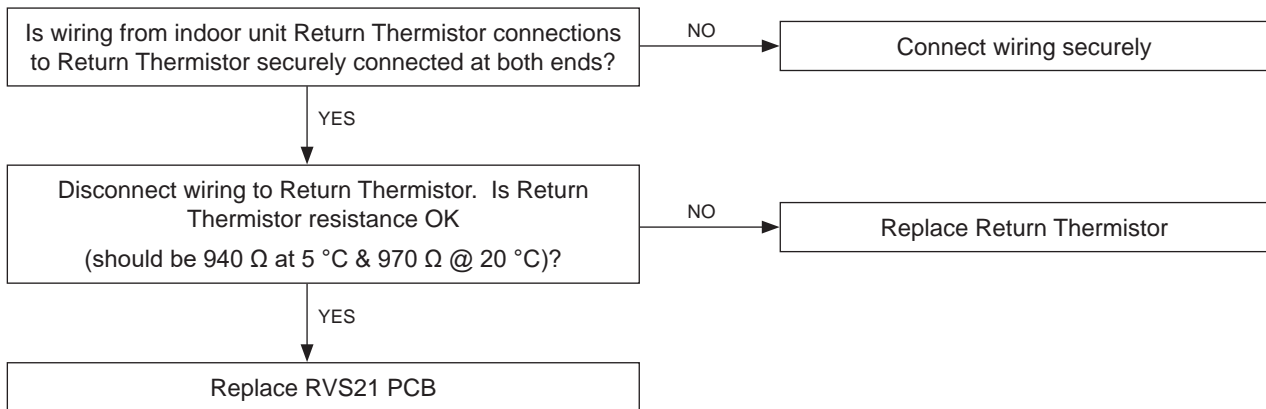 Is wiring from indoor unit Return Thermistor connections
to Return Thermistor securely connected at both ends?
NO
Connect wiring securely
YES
Disconnect wiring to Return Thermistor.  Is Return
Thermistor resistance OK
(should be 940 Ω at 5 °C & 970 Ω @ 20 °C)?
NO
Replace Return Thermistor
YES
Replace RVS21 PCB